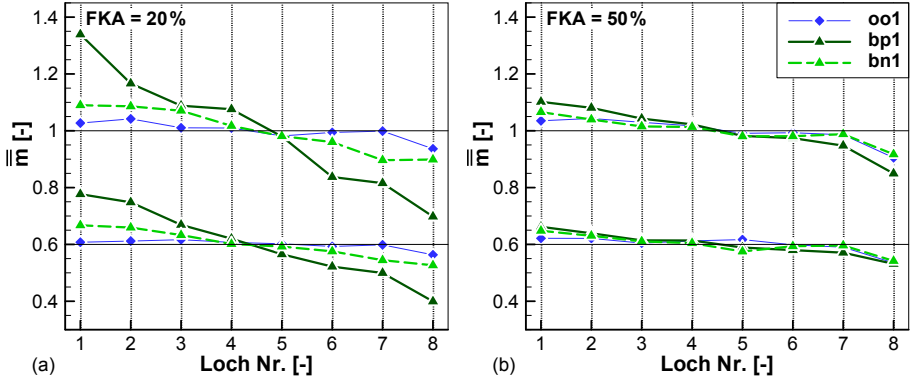 FKA = 20%
1.4
1.2
1
0.8
0.6
0.4
m [-]
1 2 3 4 5 6 7 8
Loch Nr. [-]
(a)
FKA = 50%
oo1
bp1
bn1
1.4
1.2
1
0.8
0.6
0.4
m [-]
1 2 3 4 5 6 7 8
Loch Nr. [-]
(b)